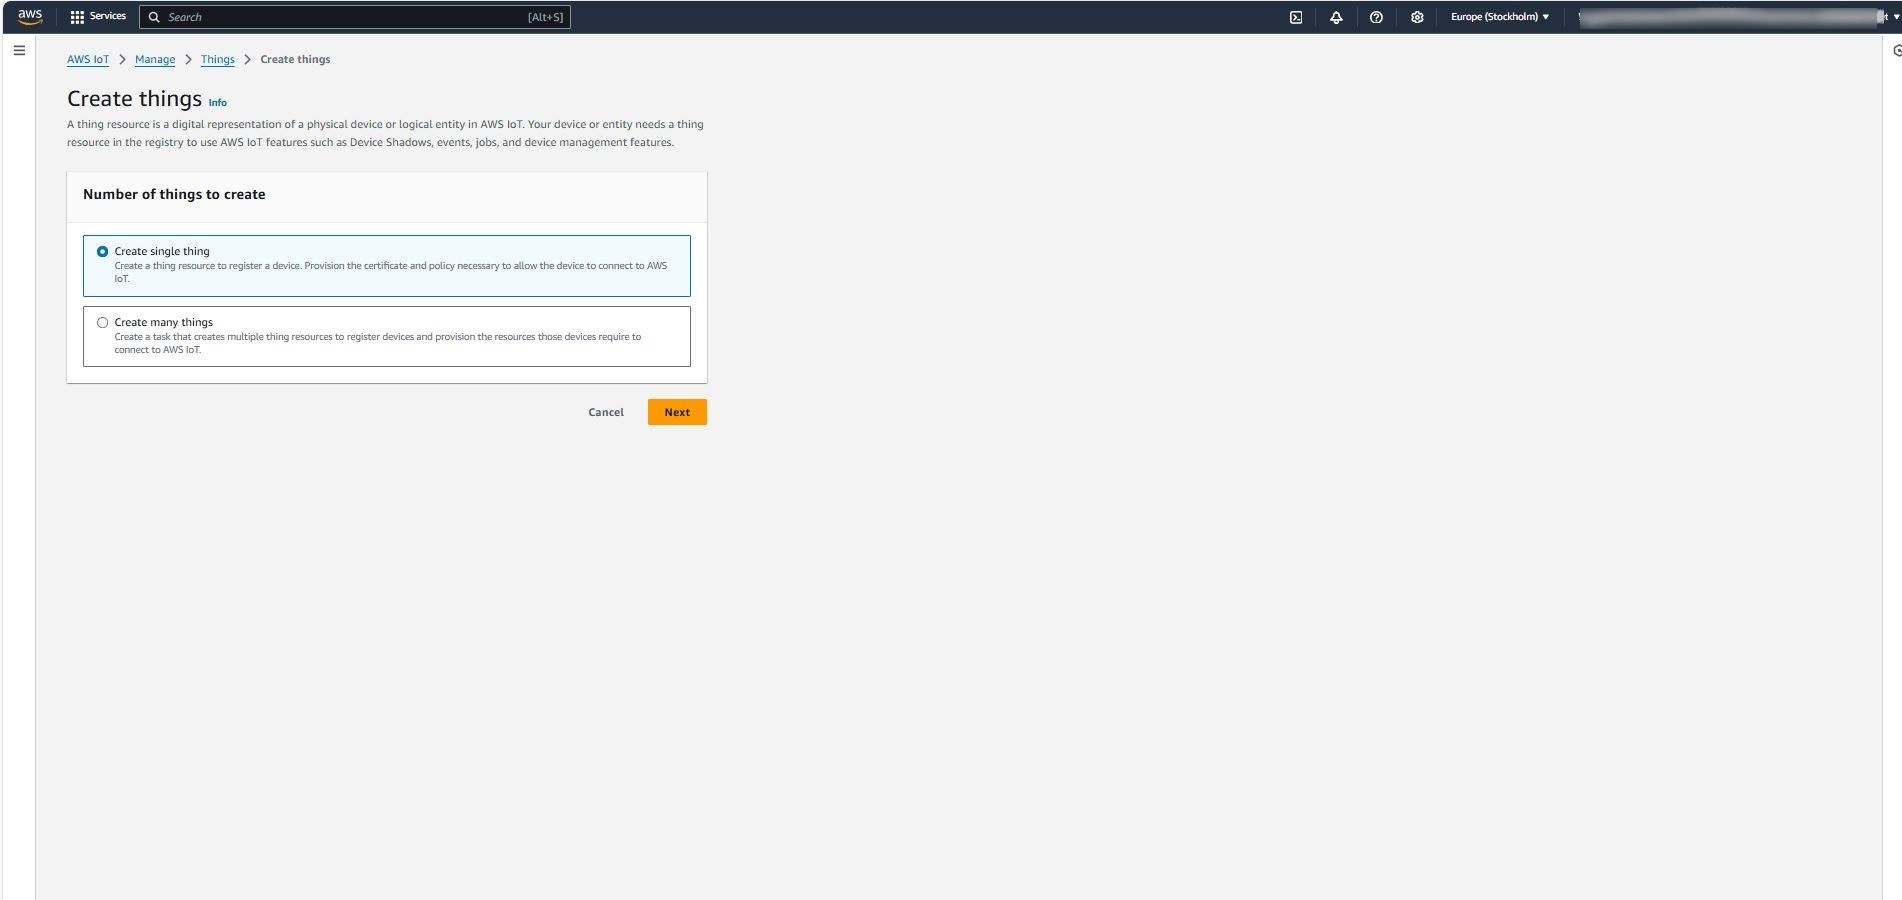 aws
Services
Search
[Alt+S]
Europe (Stockholm)
AWS IoT
Manage
Things
Create things
Create things Info
A thing resource is a digital representation of a physical device or logical entity in AWS IoT. Your device or entity needs a thing
resource in the registry to use AWS IoT features such as Device Shadows, events, jobs, and device management features.
Number of things to create
Create single thing
Create a thing resource to register a device. Provision the certificate and policy necessary to allow the device to connect to AWS
IoT.
Create many things
Create a task that creates multiple thing resources to register devices and provision the resources those devices require to
connect to AWS IoT.
Cancel
Next